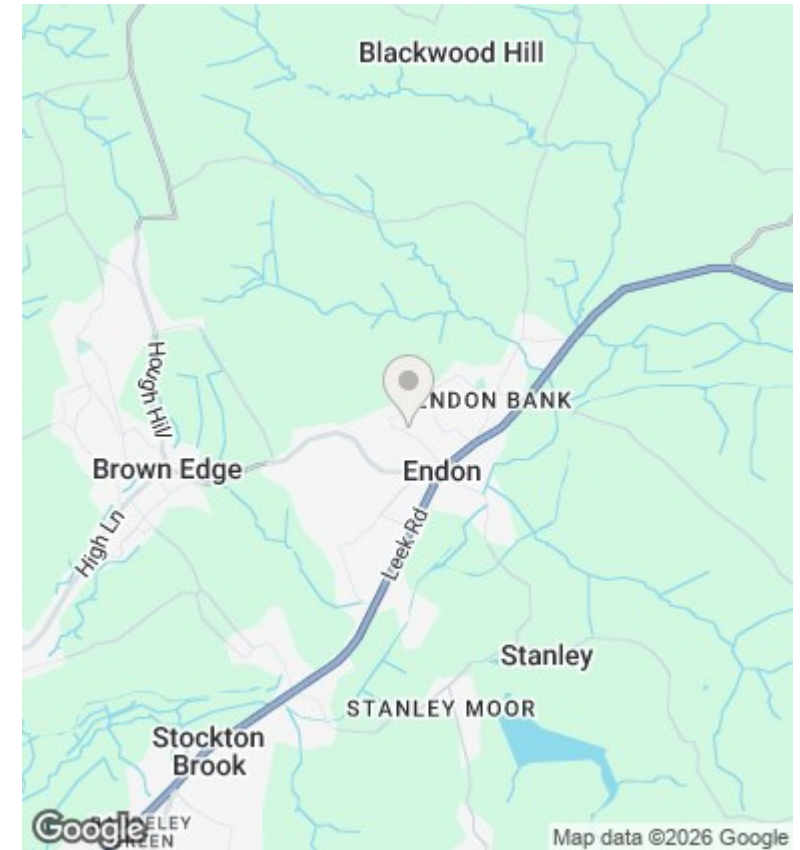 Blackwood Hill
Hough Hill
ENDON BANK
Brown Edge
Endon
High Ln
Leek Rd
Stanley
STANLEY MOOR
Stockton
Brook
Google
Map data ©2026 Google